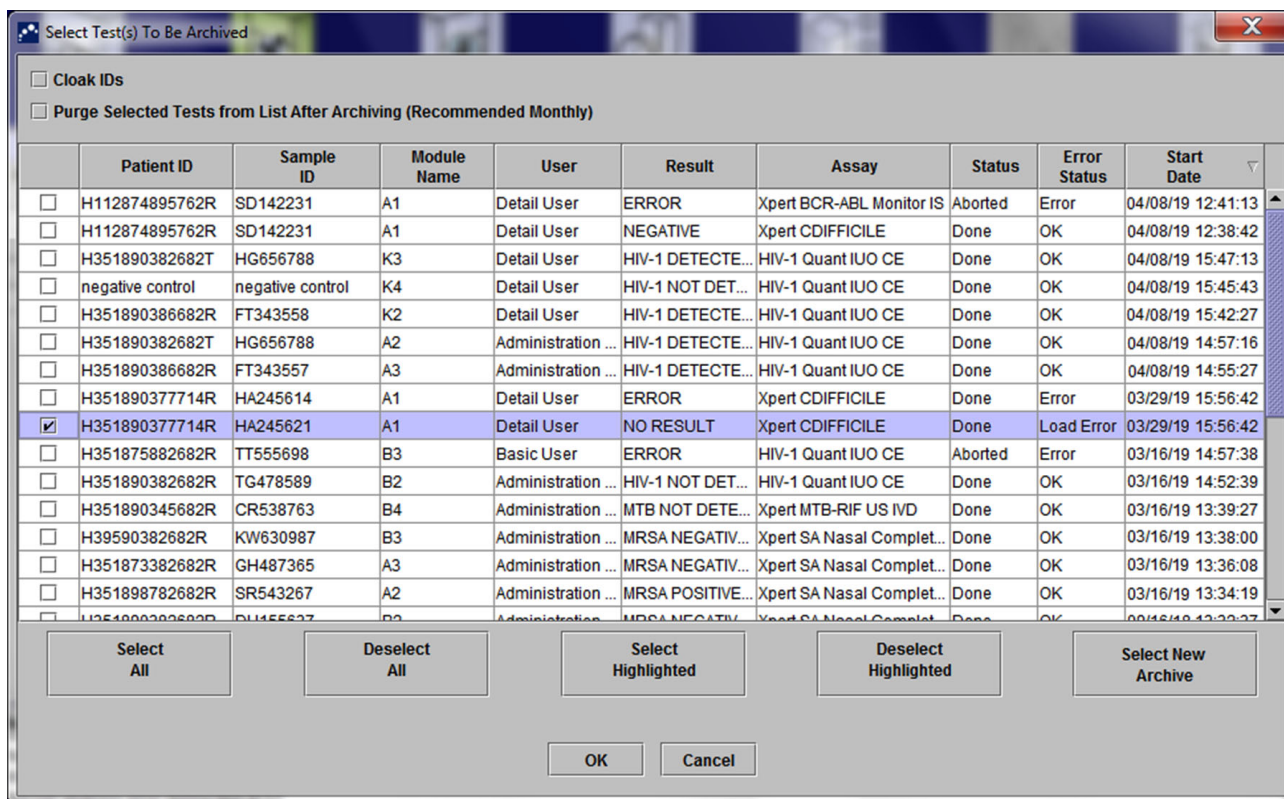 Select Test(s) To Be Archived
Cloak IDs
Purge Selected Tests from List After Archiving (Recommended Monthly)
Patient ID Sample ID Module Name User Result Assay Status Error Status Start Date
H112874895762R SD142231 A1 Detail User ERROR Xpert BCR-ABL Monitor IS Aborted Error 04/08/19 12:41:13
H112874895762R SD142231 A1 Detail User NEGATIVE Xpert CDIFFICILE Done OK 04/08/19 12:38:42
H351890382682T HG656788 K3 Detail User HIV-1 DETECTE... HIV-1 Quant IUO CE Done OK 04/08/19 15:47:13
negative control negative control K4 Detail User HIV-1 NOT DET... HIV-1 Quant IUO CE Done OK 04/08/19 15:45:43
H351890386682R FT343558 K2 Detail User HIV-1 DETECTE... HIV-1 Quant IUO CE Done OK 04/08/19 15:42:27
H351890382682T HG656788 A2 Administration ... HIV-1 DETECTE... HIV-1 Quant IUO CE Done OK 04/08/19 14:57:16
H351890386682R FT343557 A3 Administration ... HIV-1 DETECTE... HIV-1 Quant IUO CE Done OK 04/08/19 14:55:27
H351890377714R HA245614 A1 Detail User ERROR Xpert CDIFFICILE Done Error 03/29/19 15:56:42
H351890377714R HA245621 A1 Detail User NO RESULT Xpert CDIFFICILE Done Load Error 03/29/19 15:56:42
H351875882682R TT555698 B3 Basic User ERROR HIV-1 Quant IUO CE Aborted Error 03/16/19 14:57:38
H351890382682R TG478589 B2 Administration ... HIV-1 NOT DET... HIV-1 Quant IUO CE Done OK 03/16/19 14:52:39
H351890345682R CR538763 B4 Administration ... MTB NOT DETE... Xpert MTB-RIF US IVD Done OK 03/16/19 13:39:27
H39590382682R KW630987 B3 Administration ... MRSA NEGATIV... Xpert SA Nasal Complet... Done OK 03/16/19 13:38:00
H351873382682R GH487365 A3 Administration ... MRSA NEGATIV... Xpert SA Nasal Complet... Done OK 03/16/19 13:36:08
H351898782682R SR543267 A2 Administration ... MRSA POSITIVE... Xpert SA Nasal Complet... Done OK 03/16/19 13:34:19
Select All Deselect All Select Highlighted Deselect Highlighted Select New Archive
OK Cancel